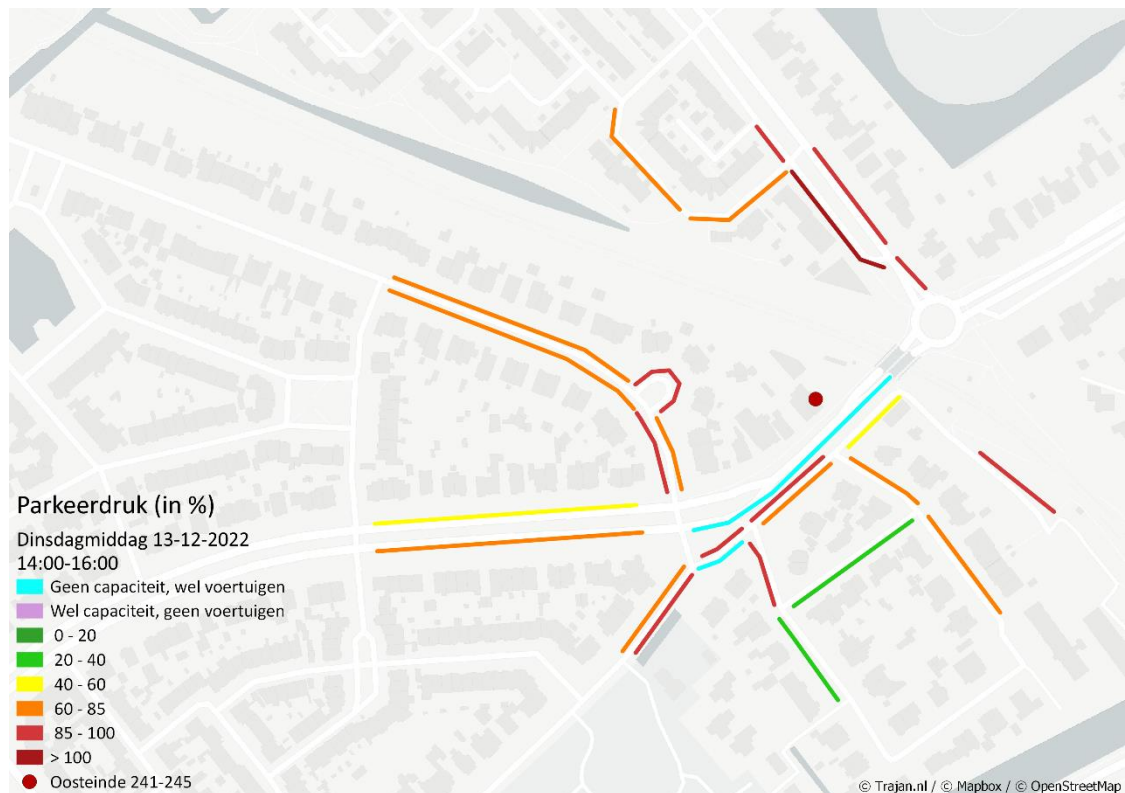 Parkeerdruk (in %)
Dinsdagmiddag 13-12-2022
14:00-16:00
Geen capaciteit, wel voertuigen
Wel capaciteit, geen voertuigen
0 - 20
20 - 40
40 - 60
60 - 85
85 - 100
> 100
Oosteinde 241-245
© Trajan.nl / © Mapbox / © OpenStreetMap